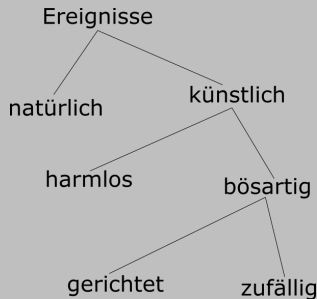 Ereignisse
natürlich
künstlich
harmlos
bösartig
gerichtet
zufällig